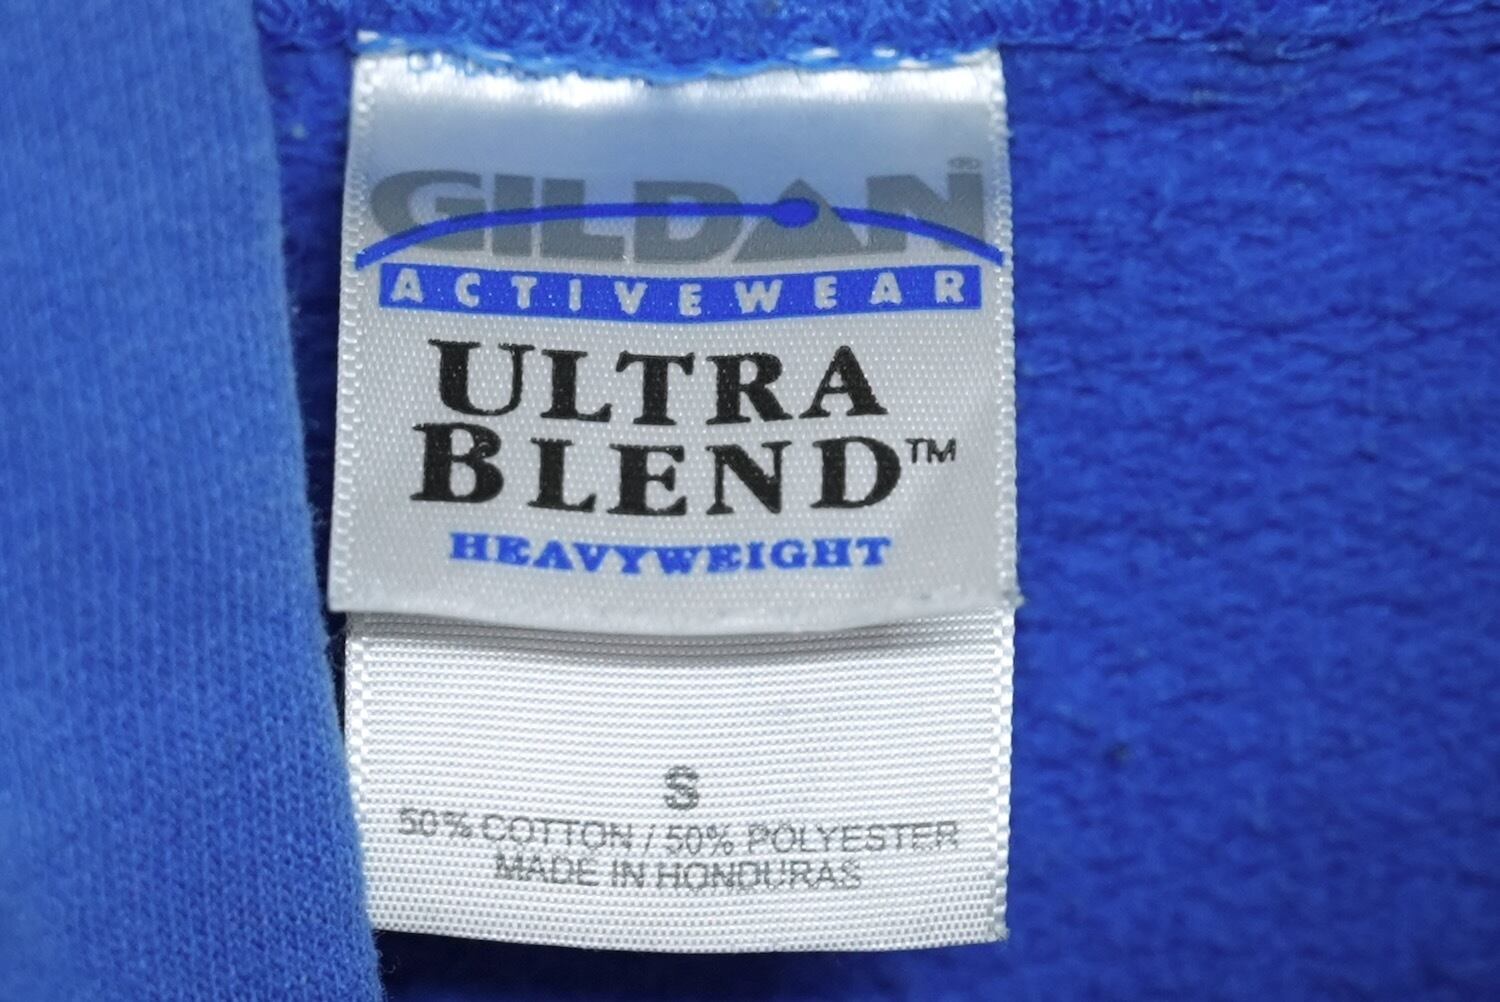 GILDAN®
ACTIVEWEAR
ULTRA
BLEND™
HEAVYWEIGHT
S
50% COTTON / 50% POLYESTER
MADE IN HONDURAS